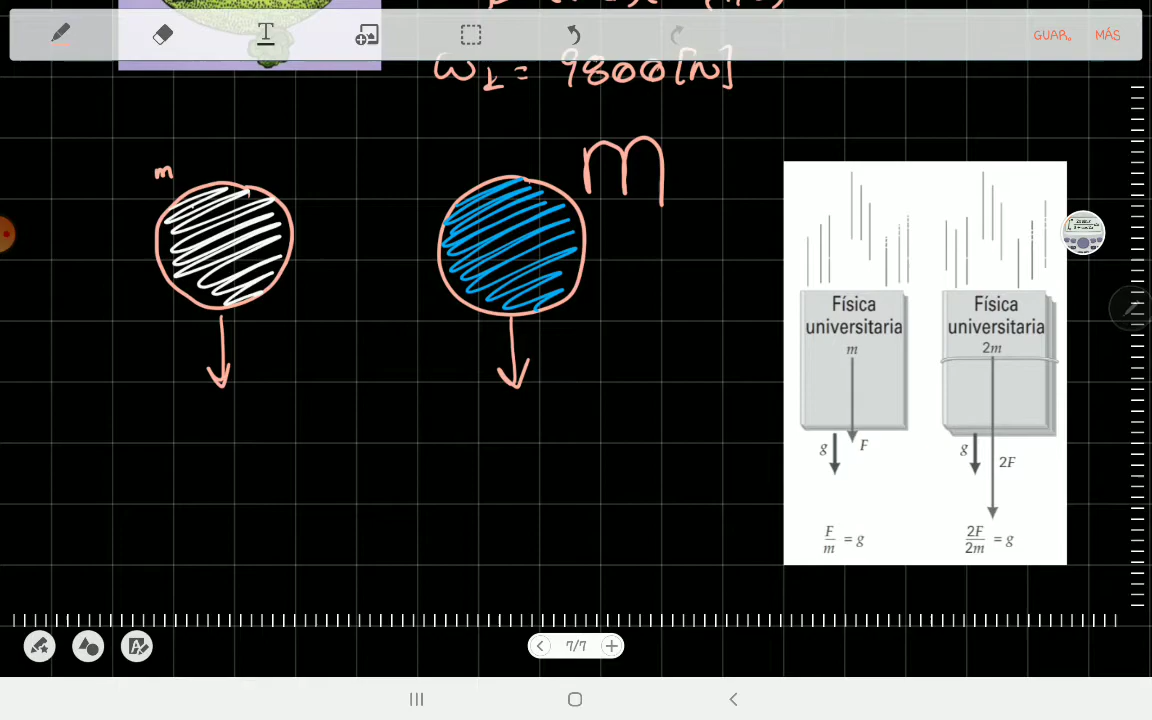 T
GUAR.
MÁS
ω₁ = 9800 [N]
m
m
Física
universitaria
m
g
F
F/m = g
Física
universitaria
2m
g
2F
2F/2m = g
7/7